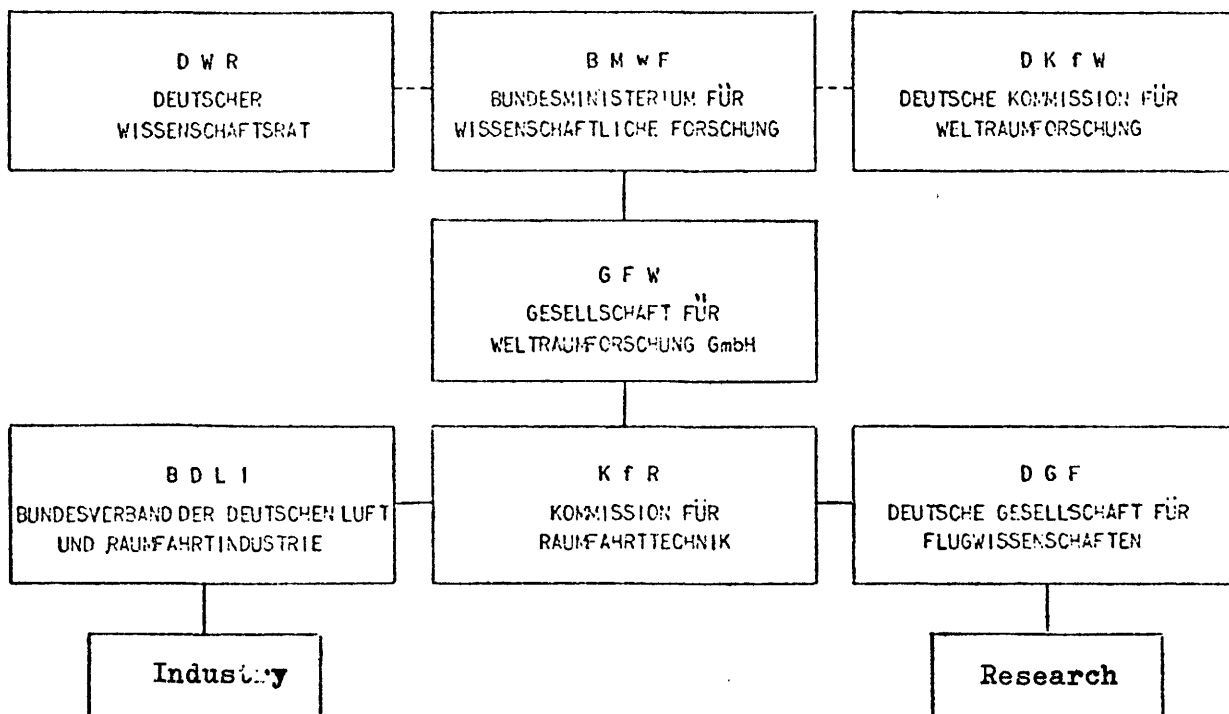 D W R
DEUTSCHER
WISSENSCHAFTSRAT
B M w F
BUNDESMINISTERIUM FÜR
WISSENSCHAFTLICHE FORSCHUNG
D K f W
DEUTSCHE KOMMISSION FÜR
WELTRAUMFORSCHUNG
G F W
GESELLSCHAFT FÜR
WELTRAUMFORSCHUNG GmbH
B D L I
BUNDESVERBAND DER DEUTSCHEN LUFT
UND RAUMFAHRTINDUSTRIE
K f R
KOMMISSION FÜR
RAUMFAHRTTECHNIK
D G F
DEUTSCHE GESELLSCHAFT FÜR
FLUGWISSENSCHAFTEN
Industry
Research